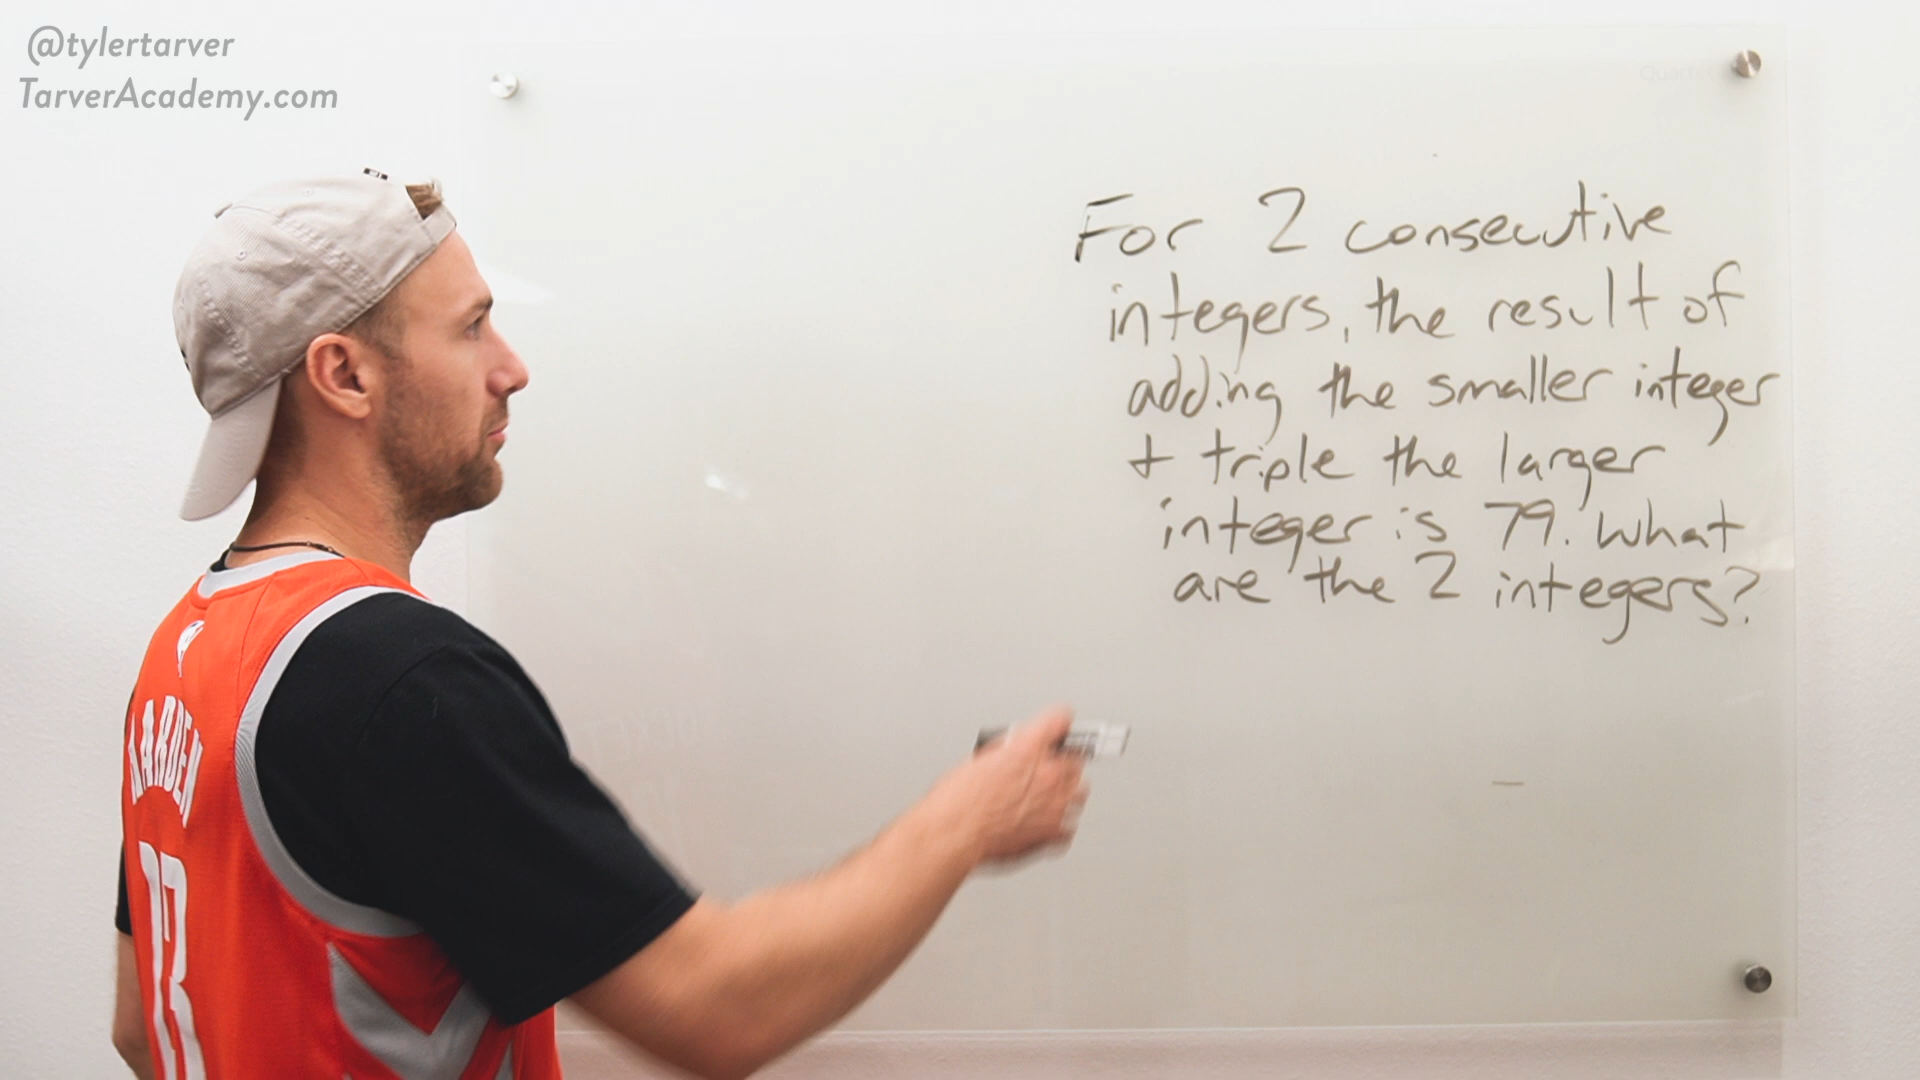 @tylertarver
TarverAcademy.com
For 2 consecutive
integers, the result of
adding the smaller integer
+ triple the larger
integer is 79. What
are the 2 integers?
HARDEN
13